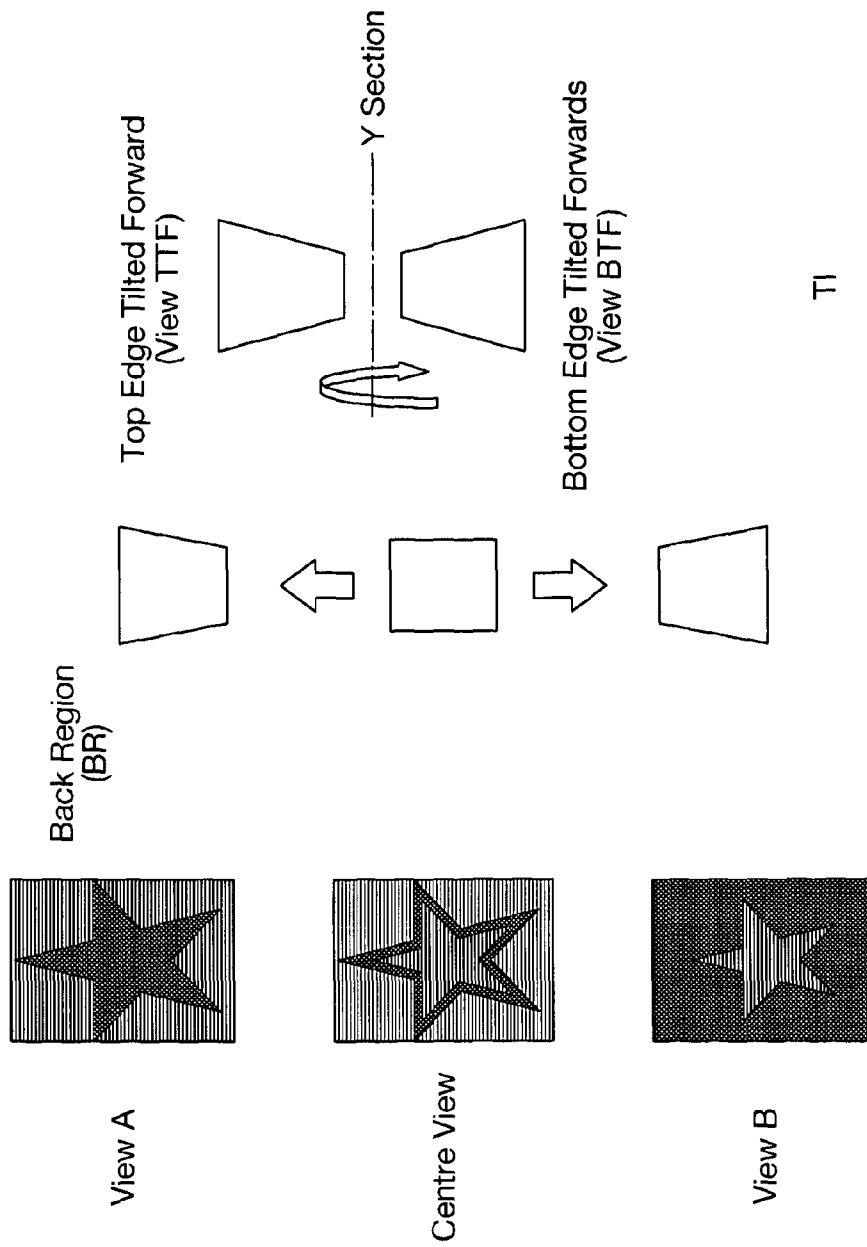 View A
Centre View
View B
Back Region
(BR)
Top Edge Tilted Forward
(View TTF)
Y Section
Bottom Edge Tilted Forwards
(View BTF)
TI